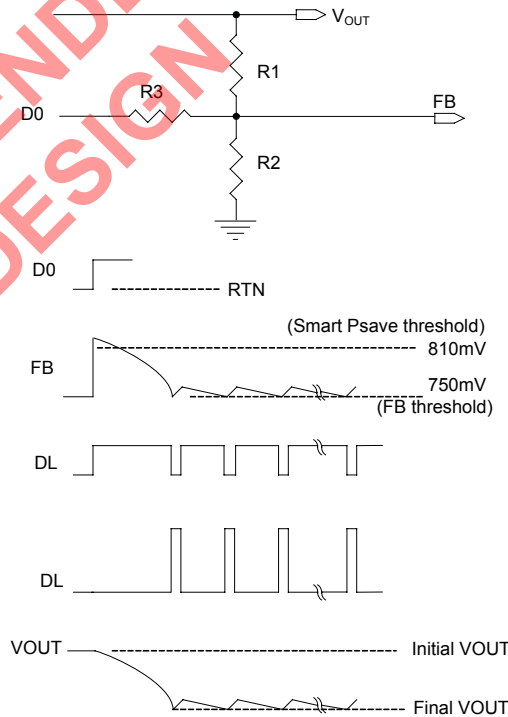 VOUT
R1
R3
D0
FB
R2
D0
RTN
(Smart Psave threshold)
810mV
FB
750mV
(FB threshold)
DL
DL
VOUT
Initial VOUT
Final VOUT
DESIGN